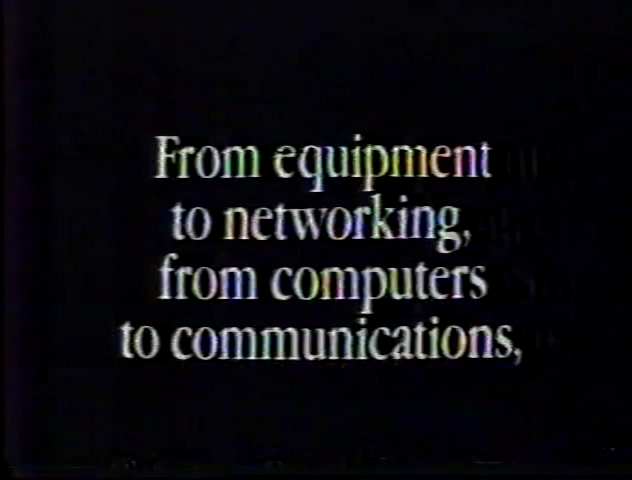 From equipment
to networking,
from computers
to communications,